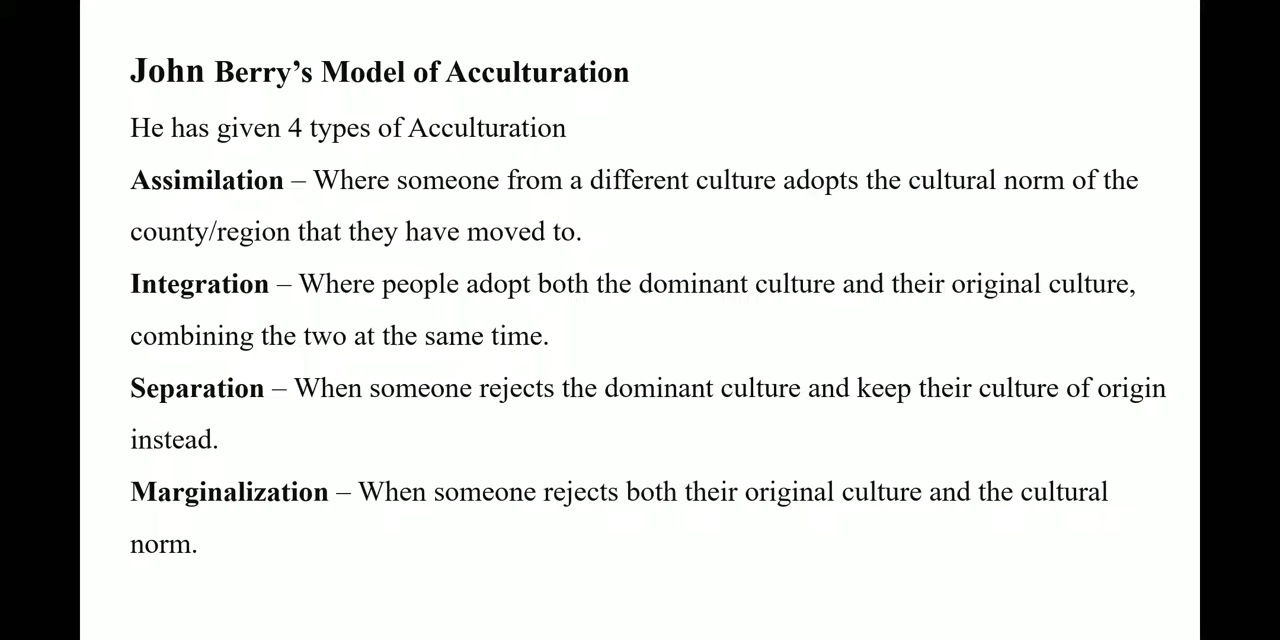 John Berry’s Model of Acculturation
He has given 4 types of Acculturation
Assimilation – Where someone from a different culture adopts the cultural norm of the
county/region that they have moved to.
Integration – Where people adopt both the dominant culture and their original culture,
combining the two at the same time.
Separation – When someone rejects the dominant culture and keep their culture of origin
instead.
Marginalization – When someone rejects both their original culture and the cultural
norm.